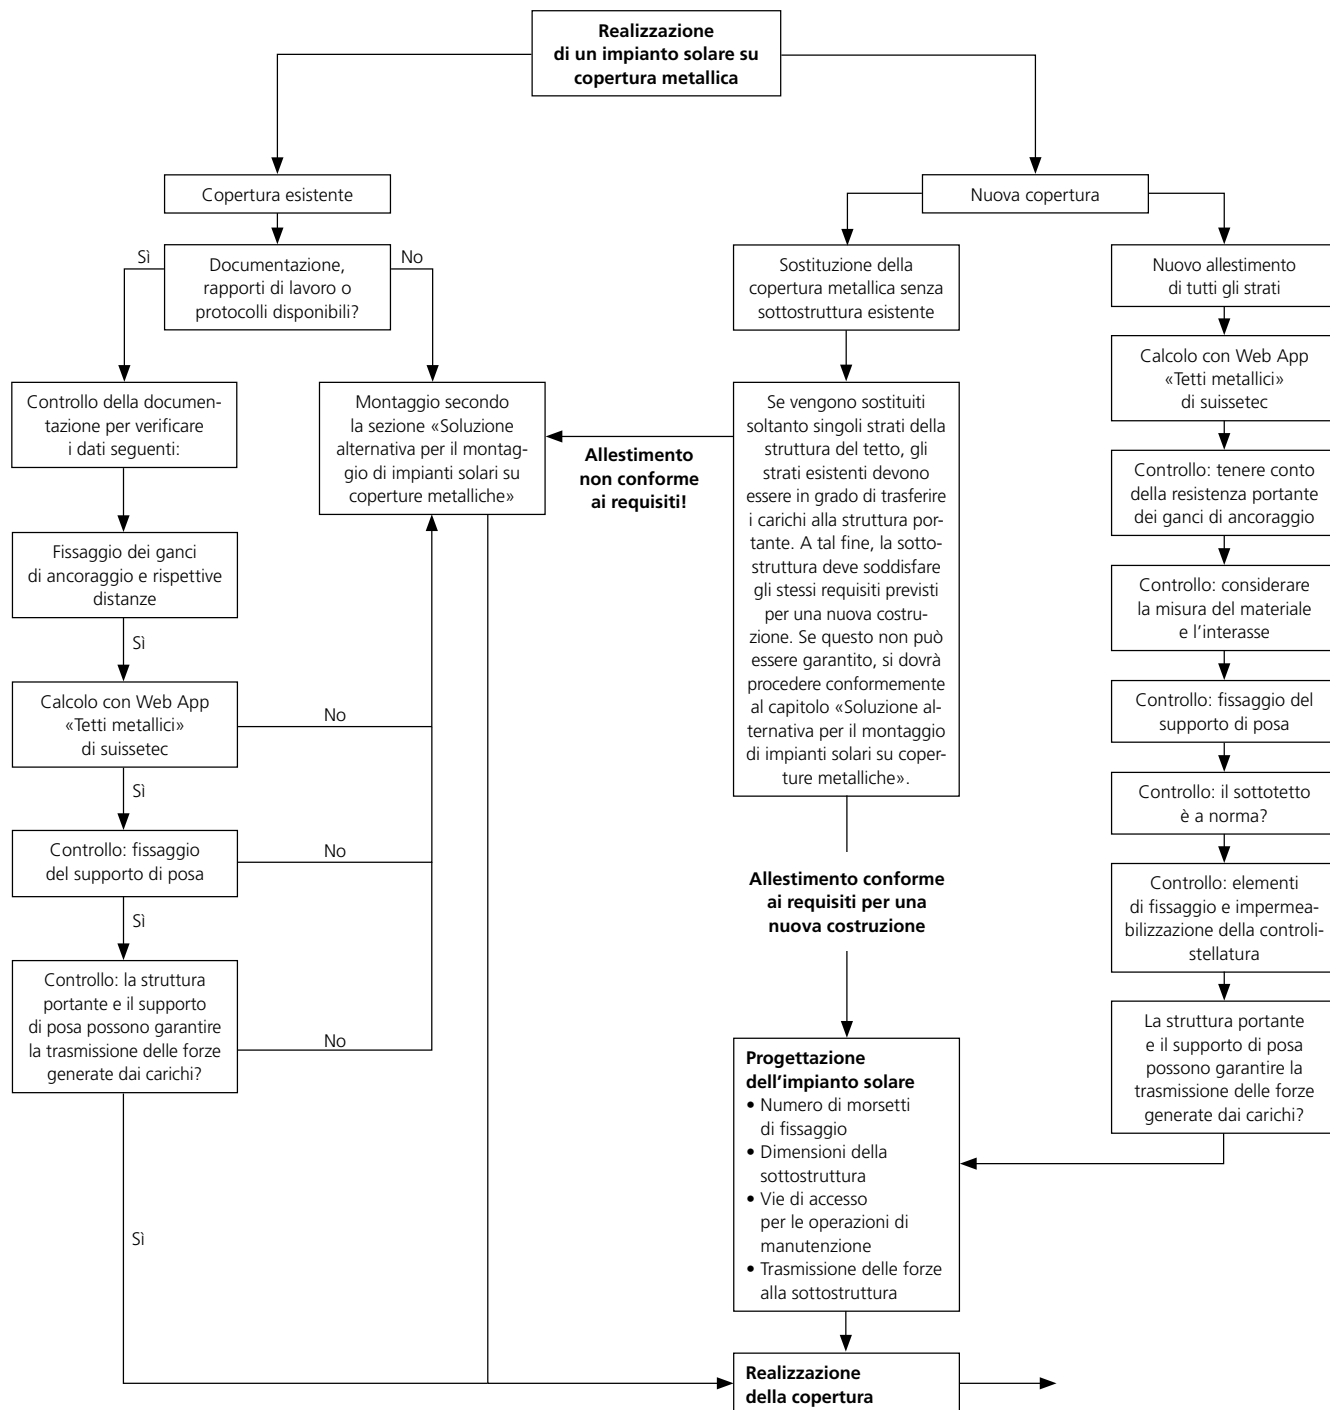 Realizzazione
di un impianto solare su
copertura metallica
Copertura esistente
Nuova copertura
Sì
Documentazione,
rapporti di lavoro o
protocolli disponibili?
No
Sostituzione della
copertura metallica senza
sottostruttura esistente
Nuovo allestimento
di tutti gli strati
Controllo della documen-
tazione per verificare
i dati seguenti:
Montaggio secondo
la sezione «Soluzione
alternativa per il montag-
gio di impianti solari su
coperture metalliche»
Allestimento
non conforme
ai requisiti!
Se vengono sostituiti
soltanto singoli strati della
struttura del tetto, gli
strati esistenti devono
essere in grado di trasferire
i carichi alla struttura por-
tante. A tal fine, la sotto-
struttura deve soddisfare
gli stessi requisiti previsti
per una nuova costru-
zione. Se questo non può
essere garantito, si dovrà
procedere conformemente
al capitolo «Soluzione al-
ternativa per il montaggio
di impianti solari su coper-
ture metalliche».
Calcolo con Web App
«Tetti metallici»
di suissetec
Controllo: tenere conto
della resistenza portante
dei ganci di ancoraggio
Controllo: considerare
la misura del materiale
e l'interasse
Controllo: fissaggio del
supporto di posa
Controllo: il sottotetto
è a norma?
Controllo: elementi
di fissaggio e impermea-
bilizzazione della controli-
stellatura
La struttura portante
e il supporto di posa
possono garantire la
trasmissione delle forze
generate dai carichi?
Fissaggio dei ganci
di ancoraggio e rispettive
distanze
Sì
Calcolo con Web App
«Tetti metallici»
di suissetec
No
Sì
Controllo: fissaggio
del supporto di posa
No
Sì
Controllo: la struttura
portante e il supporto
di posa possono garantire
la trasmissione delle forze
generate dai carichi?
No
Sì
Allestimento conforme
ai requisiti per una
nuova costruzione
Progettazione
dell'impianto solare
• Numero di morsetti
di fissaggio
• Dimensioni della
sottostruttura
• Vie di accesso
per le operazioni di
manutenzione
• Trasmissione delle forze
alla sottostruttura
Realizzazione
della copertura